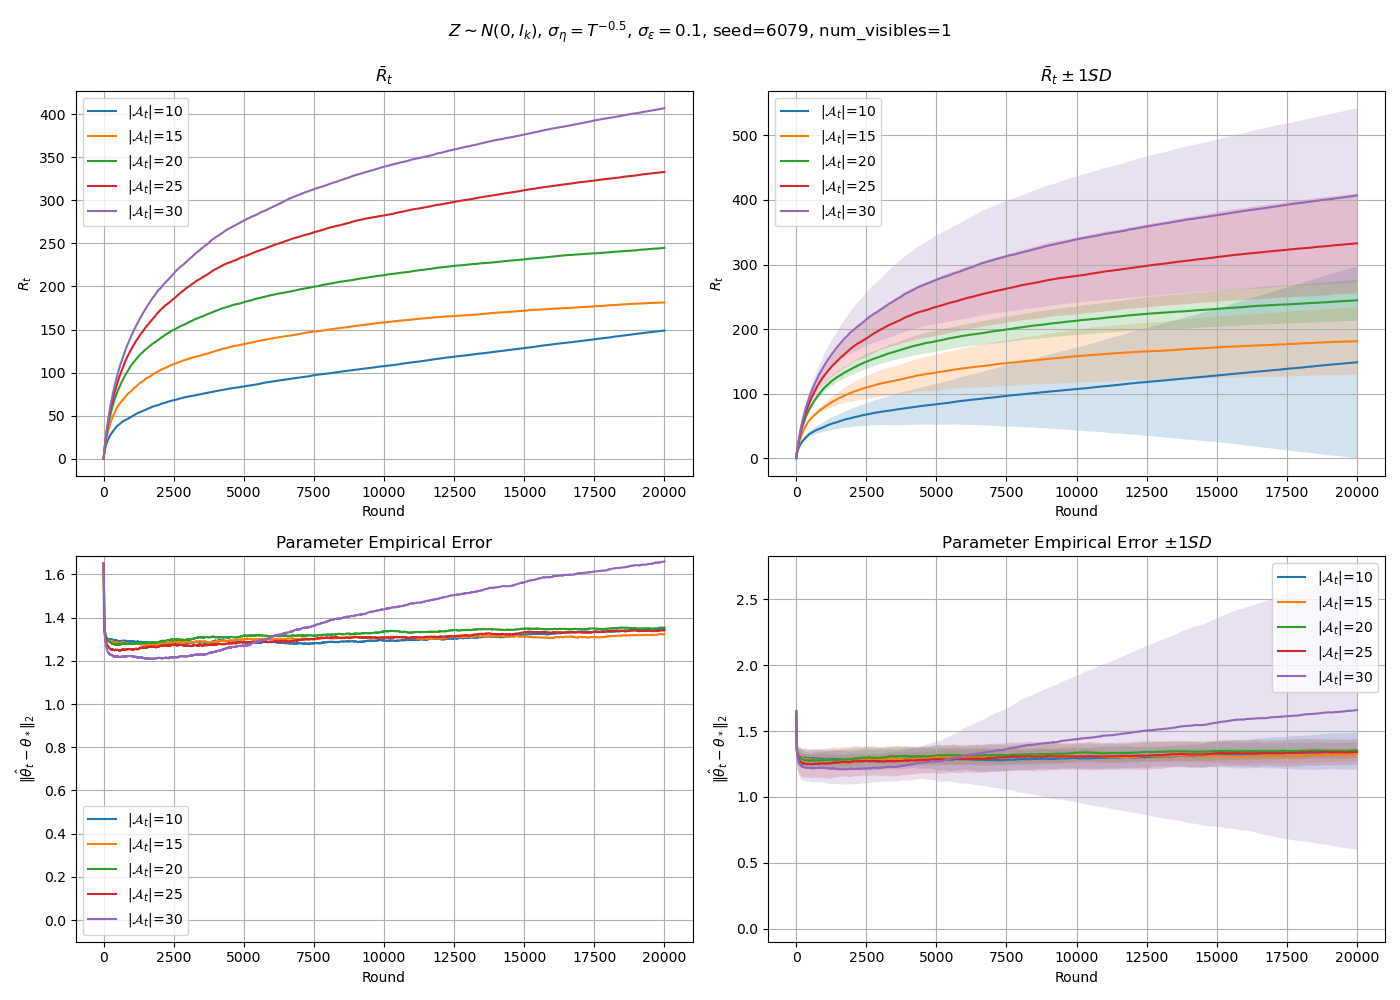 Z ∼ N(0, I_k), σ_η = T^{−0.5}, σ_ε = 0.1, seed=6079, num_visibles=1
R̄_t
|𝒜_t|=10
|𝒜_t|=15
|𝒜_t|=20
|𝒜_t|=25
|𝒜_t|=30
400
350
300
250
200
150
100
50
0
R_t
0 2500 5000 7500 10000 12500 15000 17500 20000
Round
R̄_t ± 1SD
|𝒜_t|=10
|𝒜_t|=15
|𝒜_t|=20
|𝒜_t|=25
|𝒜_t|=30
500
400
300
200
100
0
R_t
0 2500 5000 7500 10000 12500 15000 17500 20000
Round
Parameter Empirical Error
1.6
1.4
1.2
1.0
0.8
0.6
0.4
0.2
0.0
‖θ̂_t − θ_*‖₂
|𝒜_t|=10
|𝒜_t|=15
|𝒜_t|=20
|𝒜_t|=25
|𝒜_t|=30
0 2500 5000 7500 10000 12500 15000 17500 20000
Round
Parameter Empirical Error ±1SD
|𝒜_t|=10
|𝒜_t|=15
|𝒜_t|=20
|𝒜_t|=25
|𝒜_t|=30
2.5
2.0
1.5
1.0
0.5
0.0
‖θ̂_t − θ_*‖₂
0 2500 5000 7500 10000 12500 15000 17500 20000
Round